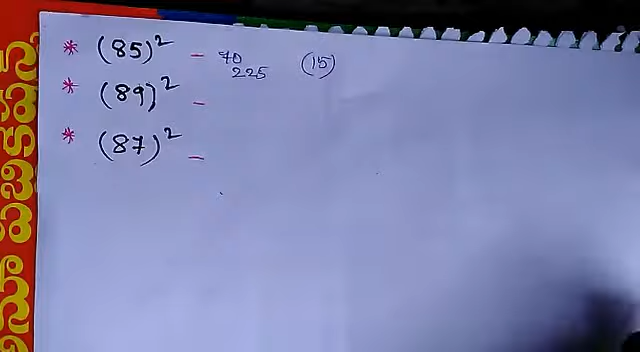 * (85)² - 70 (15)
225
* (89)² -
* (87)² -